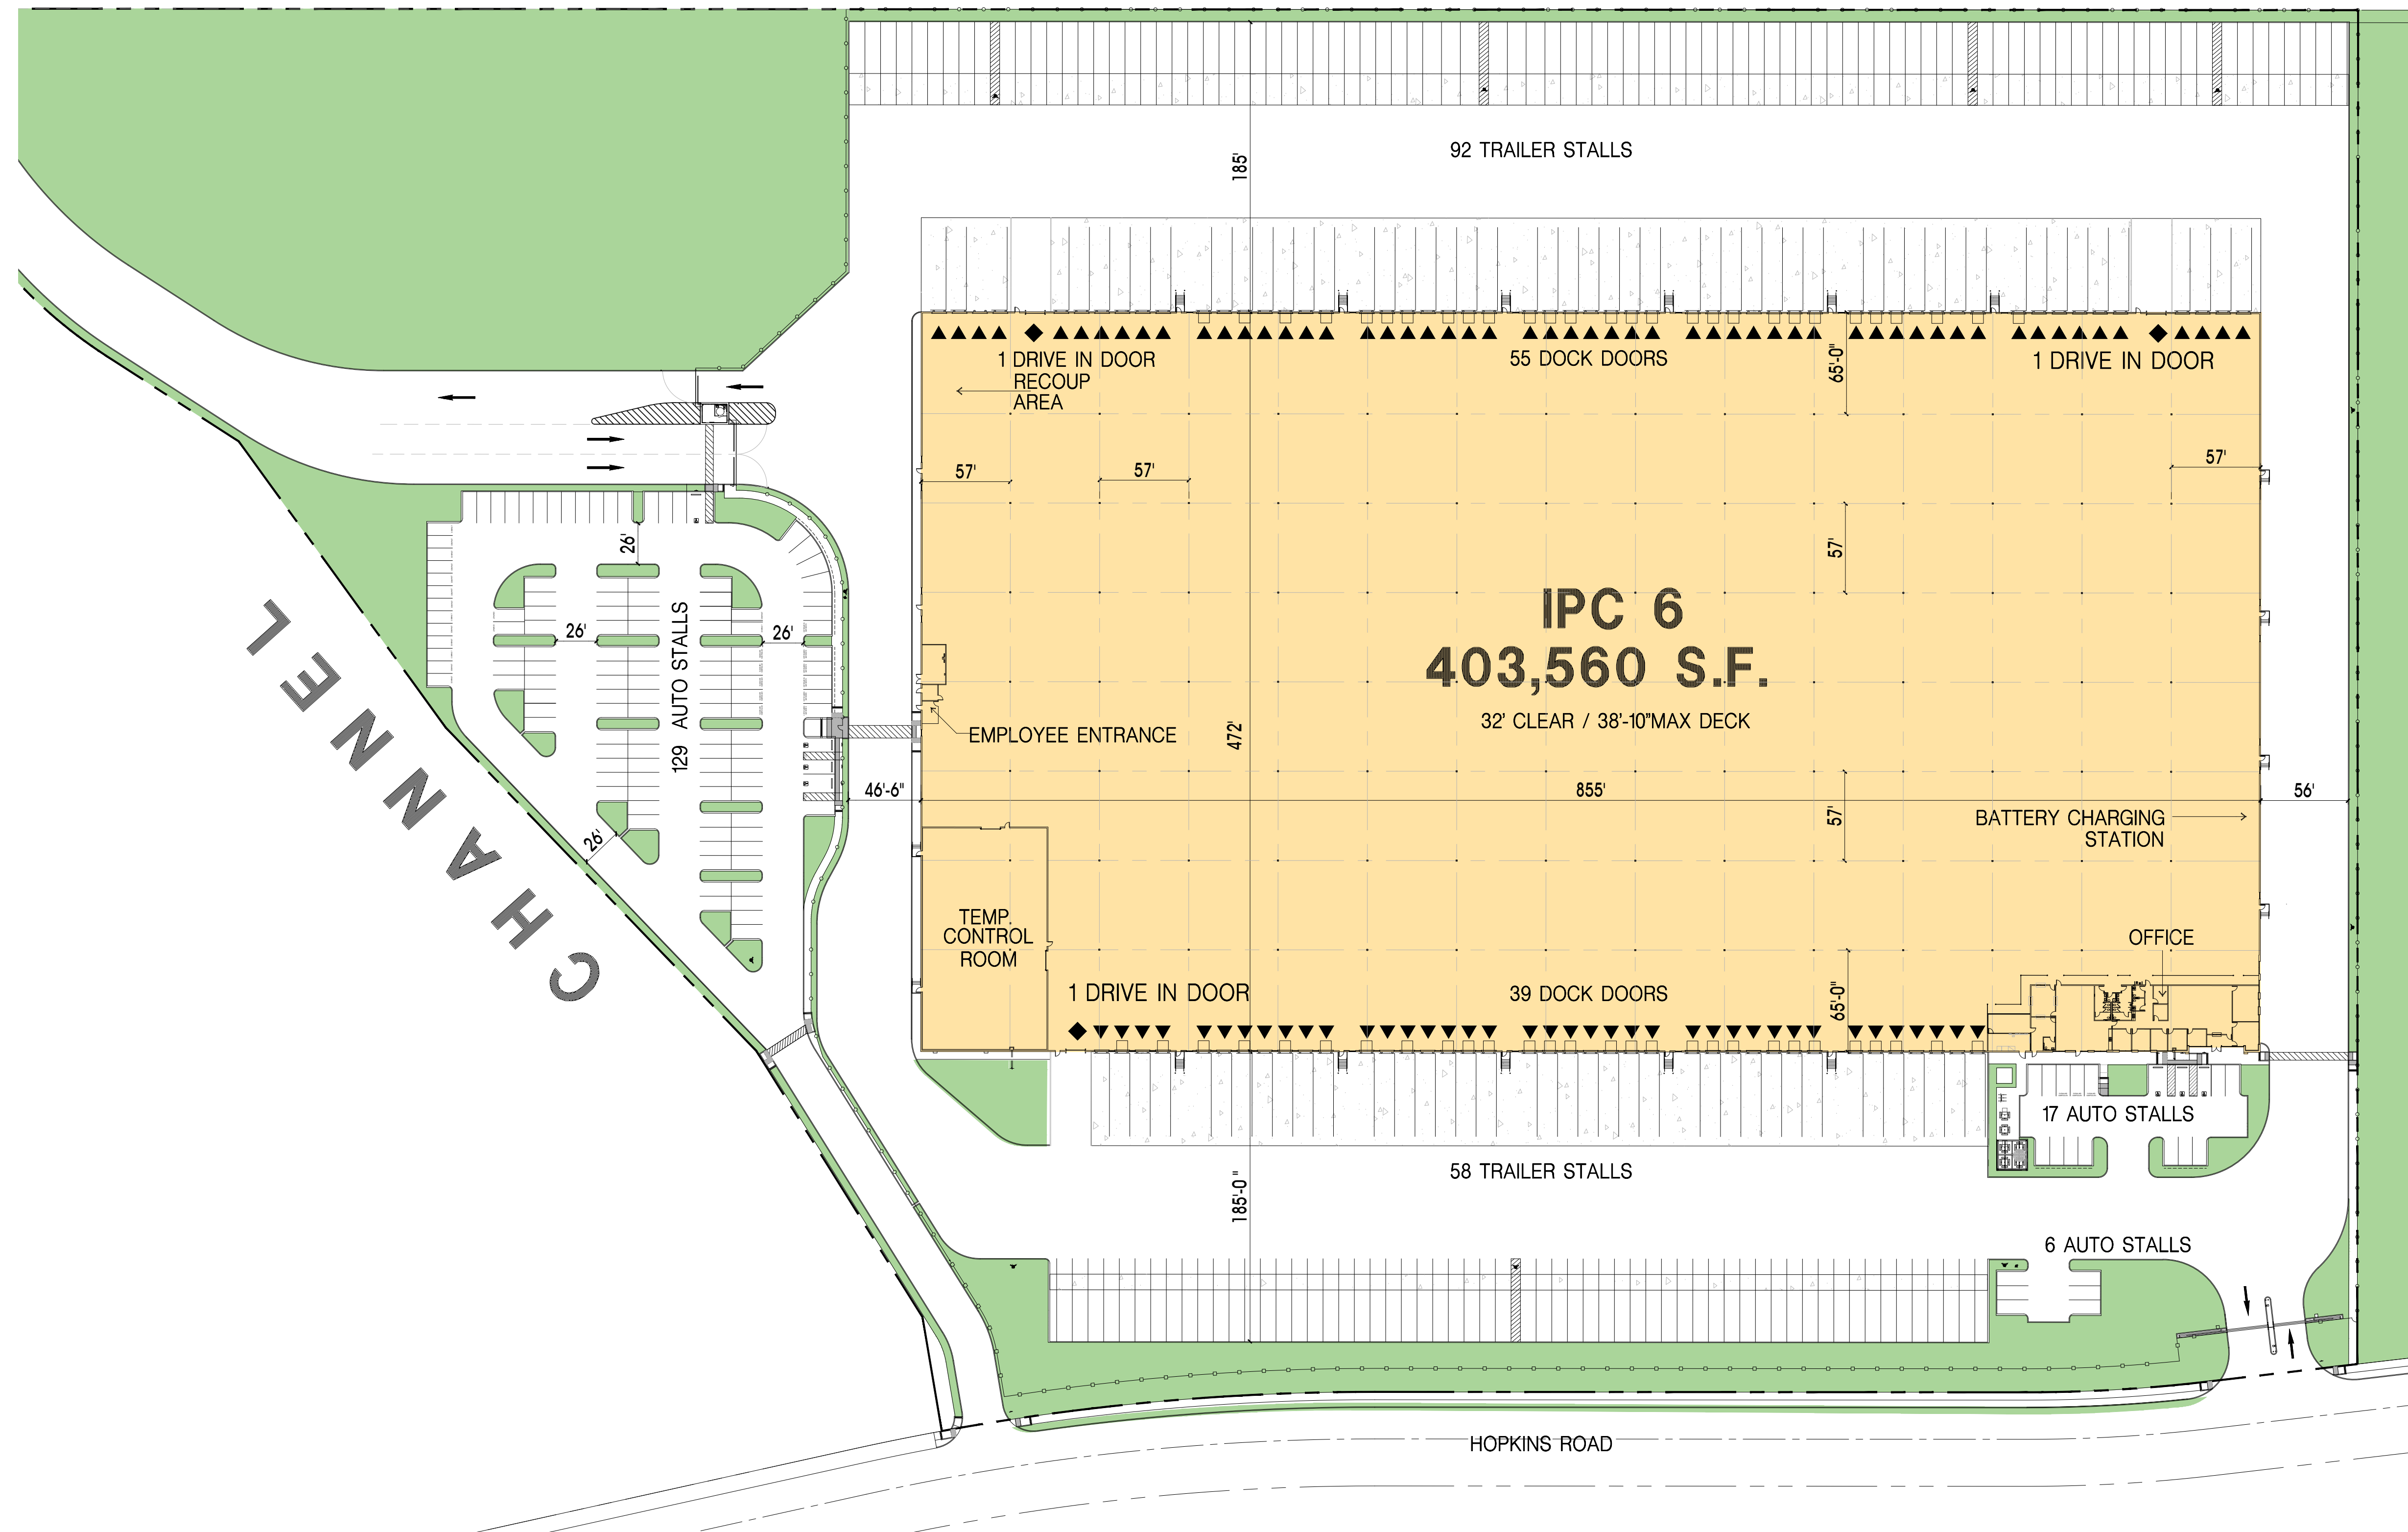 92 TRAILER STALLS
185'
1 DRIVE IN DOOR
RECOUP
AREA
55 DOCK DOORS
65'-0"
1 DRIVE IN DOOR
57'
57'
57'
26'
57'
26'
26'
129 AUTO STALLS
IPC 6
403,560 S.F.
32' CLEAR / 38'-10"MAX DECK
EMPLOYEE ENTRANCE
472'
46'-6"
855'
56'
57'
26'
BATTERY CHARGING
STATION
CHANNEL
TEMP.
CONTROL
ROOM
OFFICE
1 DRIVE IN DOOR
39 DOCK DOORS
65'-0"
17 AUTO STALLS
58 TRAILER STALLS
185'-0"
6 AUTO STALLS
HOPKINS ROAD